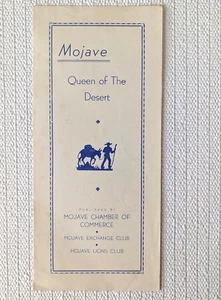 Mojave
Queen of The
Desert
PUBLISHED BY
MOJAVE CHAMBER OF
COMMERCE
MOJAVE EXCHANGE CLUB
MOJAVE LIONS CLUB